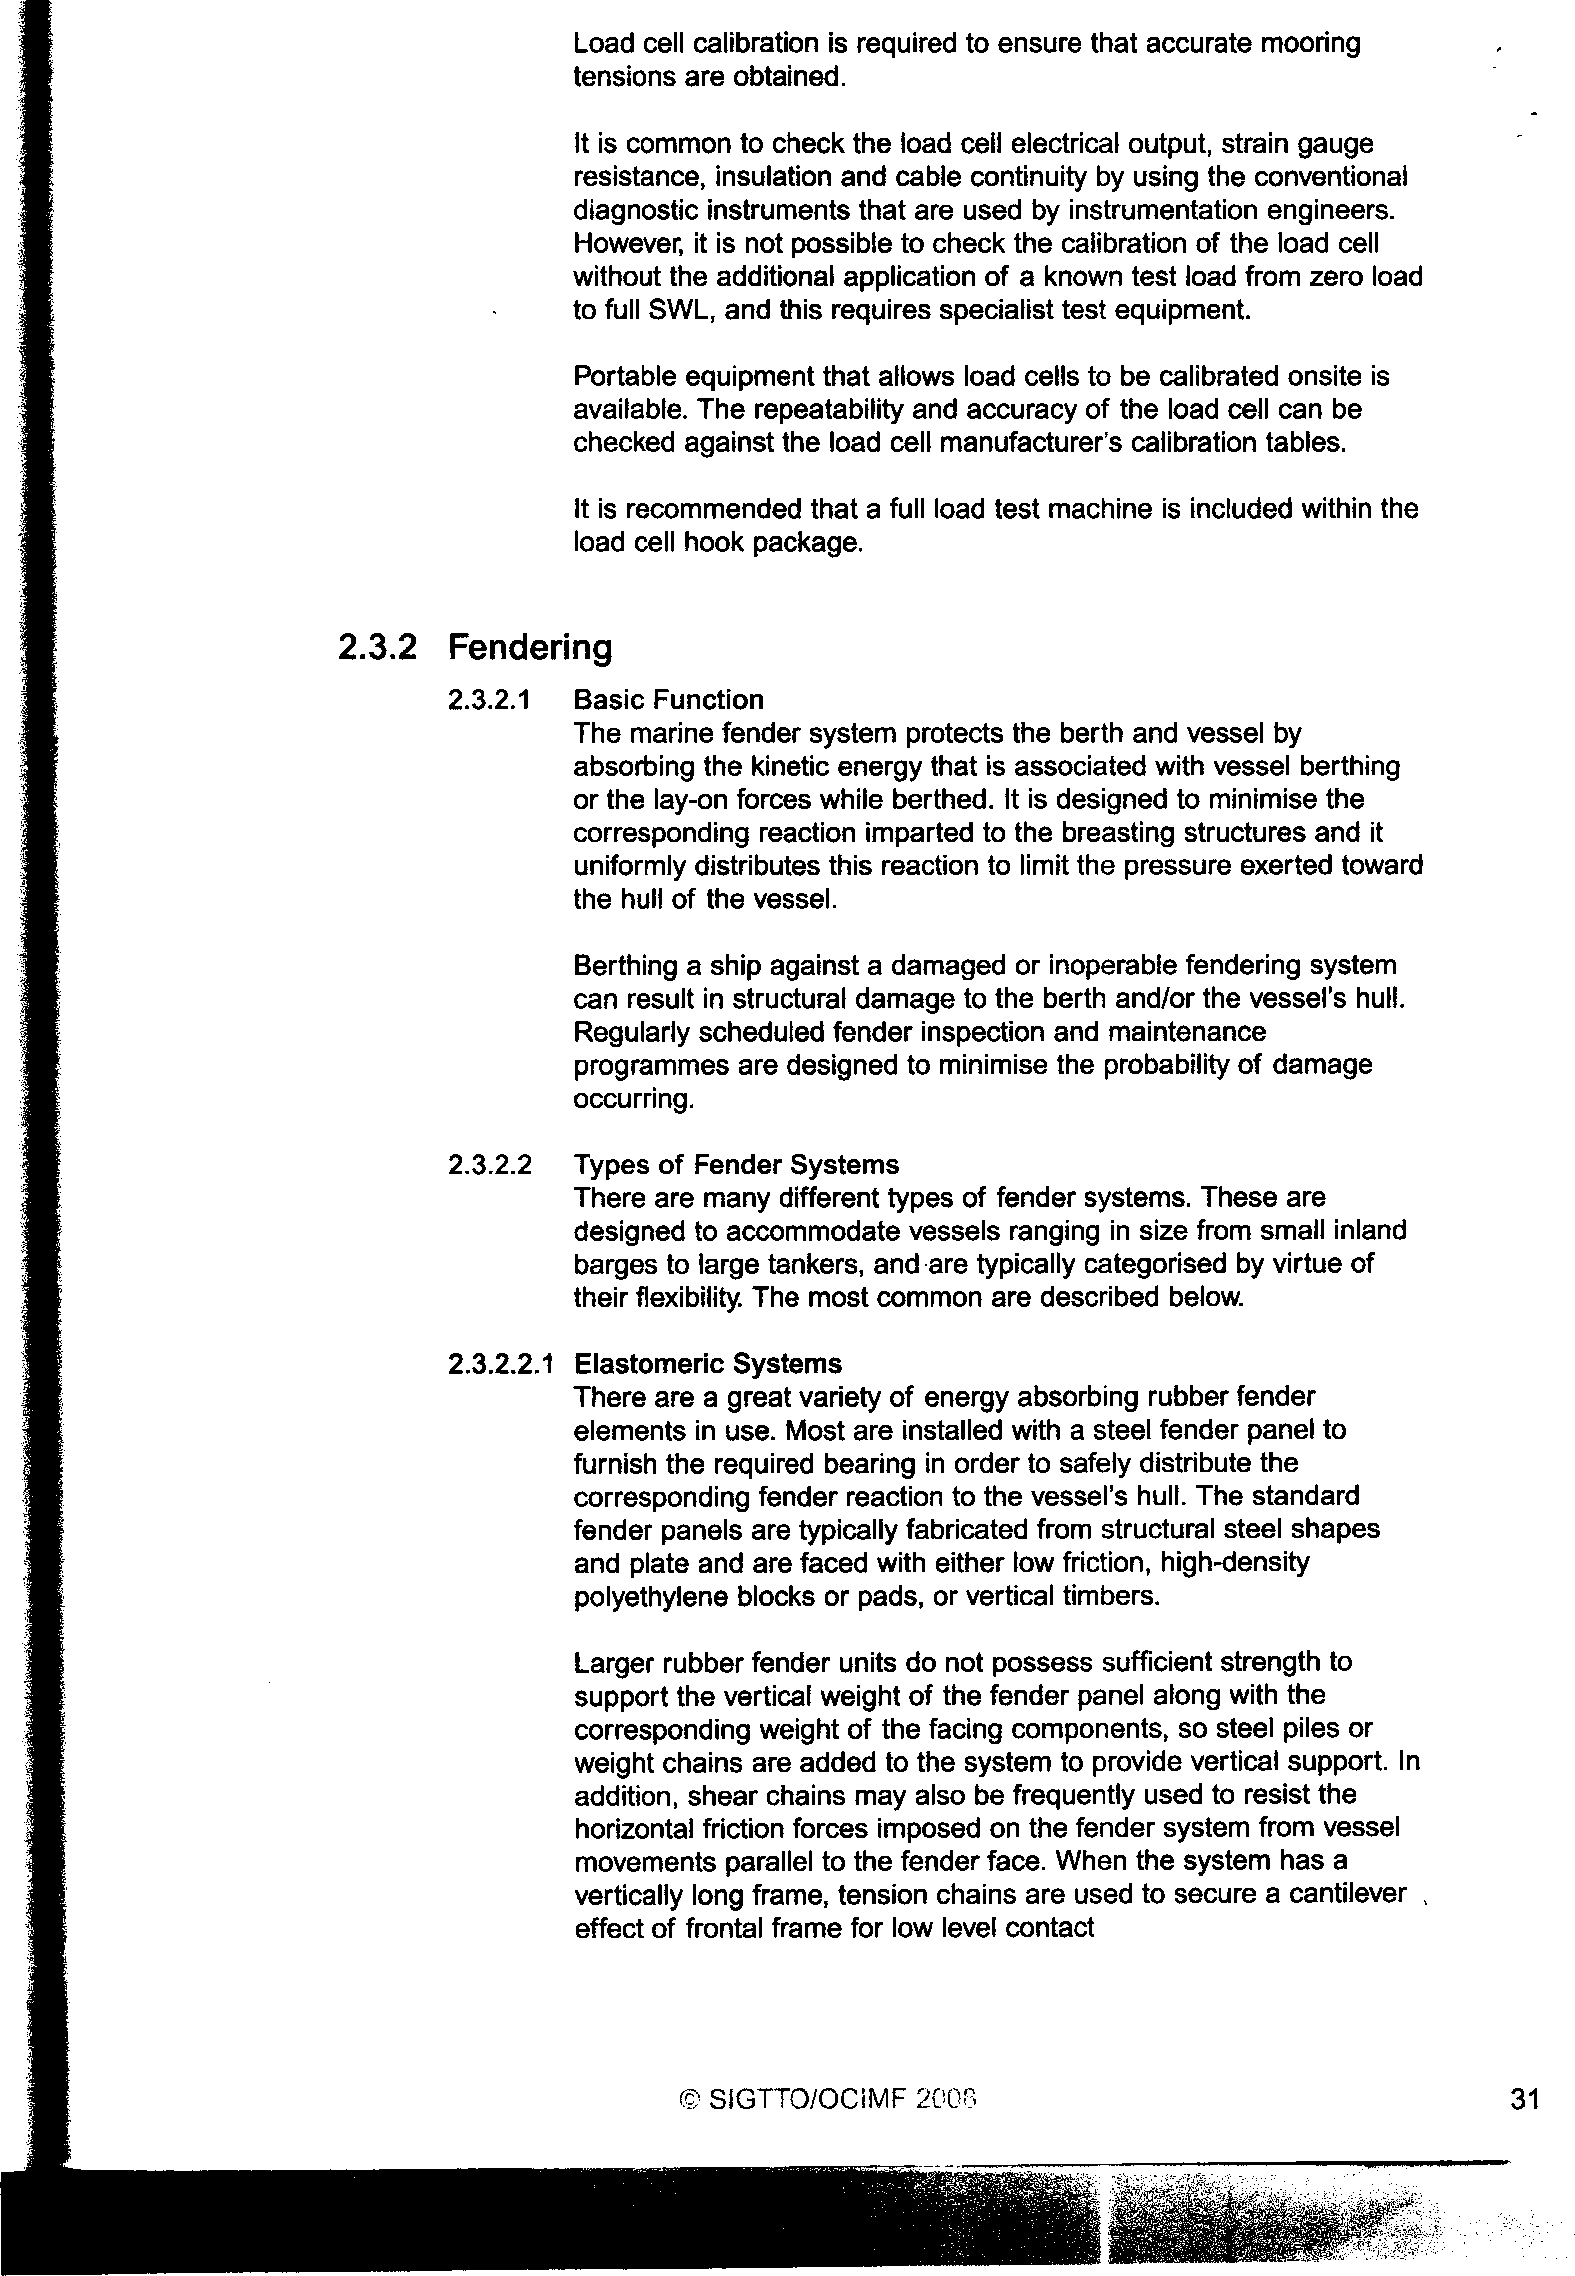 Load cell calibration is required to ensure that accurate mooring
tensions are obtained.
It is common to check the load cell electrical output, strain gauge
resistance, insulation and cable continuity by using the conventional
diagnostic instruments that are used by instrumentation engineers.
However, it is not possible to check the calibration of the load cell
without the additional application of a known test load from zero load
to full SWL, and this requires specialist test equipment.
Portable equipment that allows load cells to be calibrated onsite is
available. The repeatability and accuracy of the load cell can be
checked against the load cell manufacturer's calibration tables.
It is recommended that a full load test machine is included within the
load cell hook package.
2.3.2 Fendering
2.3.2.1 Basic Function
The marine fender system protects the berth and vessel by
absorbing the kinetic energy that is associated with vessel berthing
or the lay-on forces while berthed. It is designed to minimise the
corresponding reaction imparted to the breasting structures and it
uniformly distributes this reaction to limit the pressure exerted toward
the hull of the vessel.
Berthing a ship against a damaged or inoperable fendering system
can result in structural damage to the berth and/or the vessel's hull.
Regularly scheduled fender inspection and maintenance
programmes are designed to minimise the probability of damage
occurring.
2.3.2.2 Types of Fender Systems
There are many different types of fender systems. These are
designed to accommodate vessels ranging in size from small inland
barges to large tankers, and are typically categorised by virtue of
their flexibility. The most common are described below.
2.3.2.2.1 Elastomeric Systems
There are a great variety of energy absorbing rubber fender
elements in use. Most are installed with a steel fender panel to
furnish the required bearing in order to safely distribute the
corresponding fender reaction to the vessel's hull. The standard
fender panels are typically fabricated from structural steel shapes
and plate and are faced with either low friction, high-density
polyethylene blocks or pads, or vertical timbers.
Larger rubber fender units do not possess sufficient strength to
support the vertical weight of the fender panel along with the
corresponding weight of the facing components, so steel piles or
weight chains are added to the system to provide vertical support. In
addition, shear chains may also be frequently used to resist the
horizontal friction forces imposed on the fender system from vessel
movements parallel to the fender face. When the system has a
vertically long frame, tension chains are used to secure a cantilever
effect of frontal frame for low level contact
© SIGTTO/OCIMF 2008
31